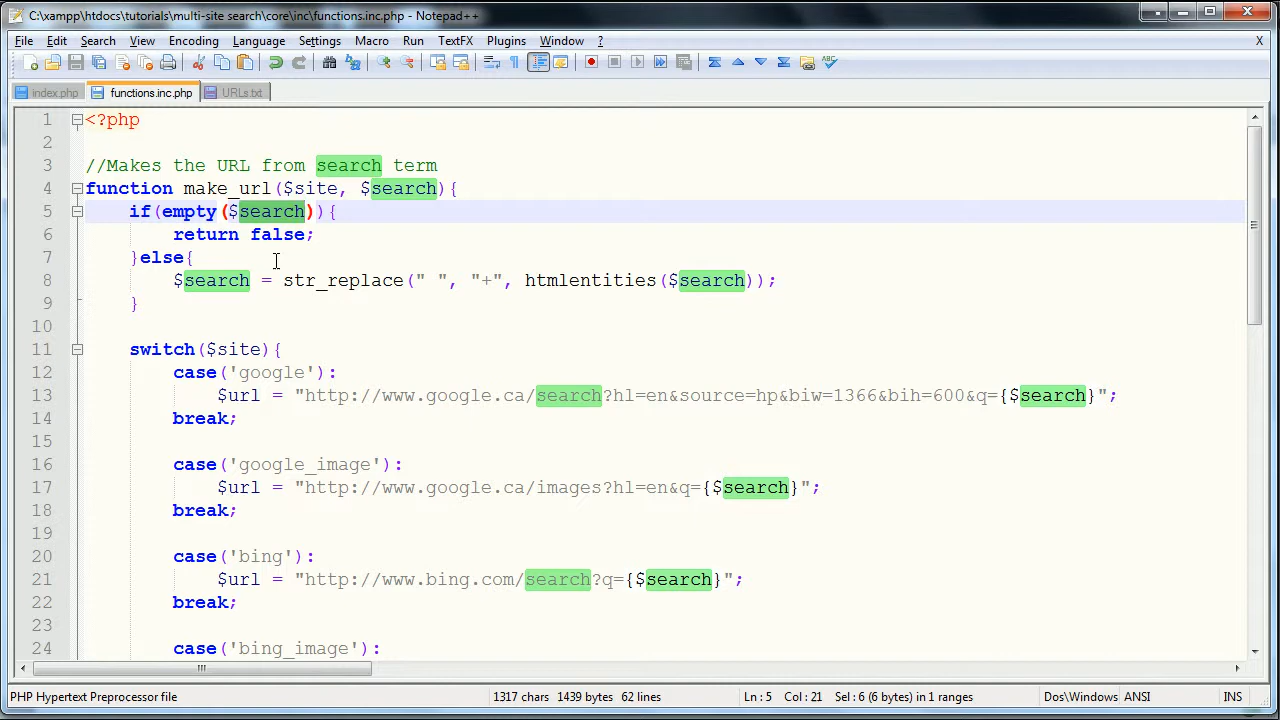 C:\xampp\htdocs\tutorials\multi-site search\core\inc\functions.inc.php - Notepad++
File Edit Search View Encoding Language Settings Macro Run TextFX Plugins Window ? X
index.php functions.inc.php URLs.txt
1 <?php
2
3 //Makes the URL from search term
4 function make_url($site, $search){
5 if(empty($search)){
6 return false;
7 }else{
8 $search = str_replace(" ", "+", htmlentities($search));
9 }
10
11 switch($site){
12 case('google'):
13 $url = "http://www.google.ca/search?hl=en&source=hp&biw=1366&bih=600&q={$search}";
14 break;
15
16 case('google_image'):
17 $url = "http://www.google.ca/images?hl=en&q={$search}";
18 break;
19
20 case('bing'):
21 $url = "http://www.bing.com/search?q={$search}";
22 break;
23
24 case('bing_image'):
PHP Hypertext Preprocessor file 1317 chars 1439 bytes 62 lines Ln : 5 Col : 21 Sel : 6 (6 bytes) in 1 ranges Dos\Windows ANSI INS